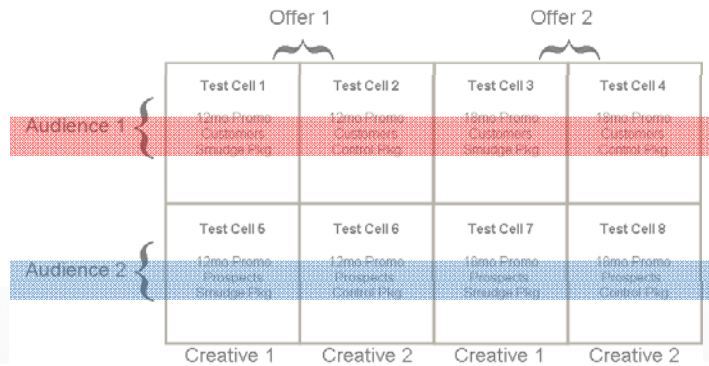 Offer 1 Offer 2
Test Cell 1 Test Cell 2 Test Cell 3 Test Cell 4
12mo Promo 12mo Promo 18mo Promo 18mo Promo
Audience 1 Customers Customers Customers Customers
Smudge Pkg Control Pkg Smudge Pkg Control Pkg
Test Cell 5 Test Cell 6 Test Cell 7 Test Cell 8
12mo Promo 12mo Promo 18mo Promo 18mo Promo
Audience 2 Prospects Prospects Prospects Prospects
Smudge Pkg Control Pkg Smudge Pkg Control Pkg
Creative 1 Creative 2 Creative 1 Creative 2